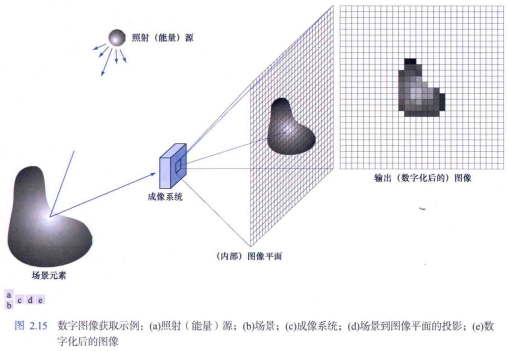 照射（能量）源
成像系统
输出（数字化后的）图像
（内部）图像平面
场景元素
a
b c d e
图 2.15 数字图像获取示例：(a)照射（能量）源；(b)场景；(c)成像系统；(d)场景到图像平面的投影；(e)数
字化后的图像